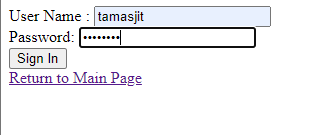 User Name : tamasjit
Password: ••••••••
Sign In
Return to Main Page